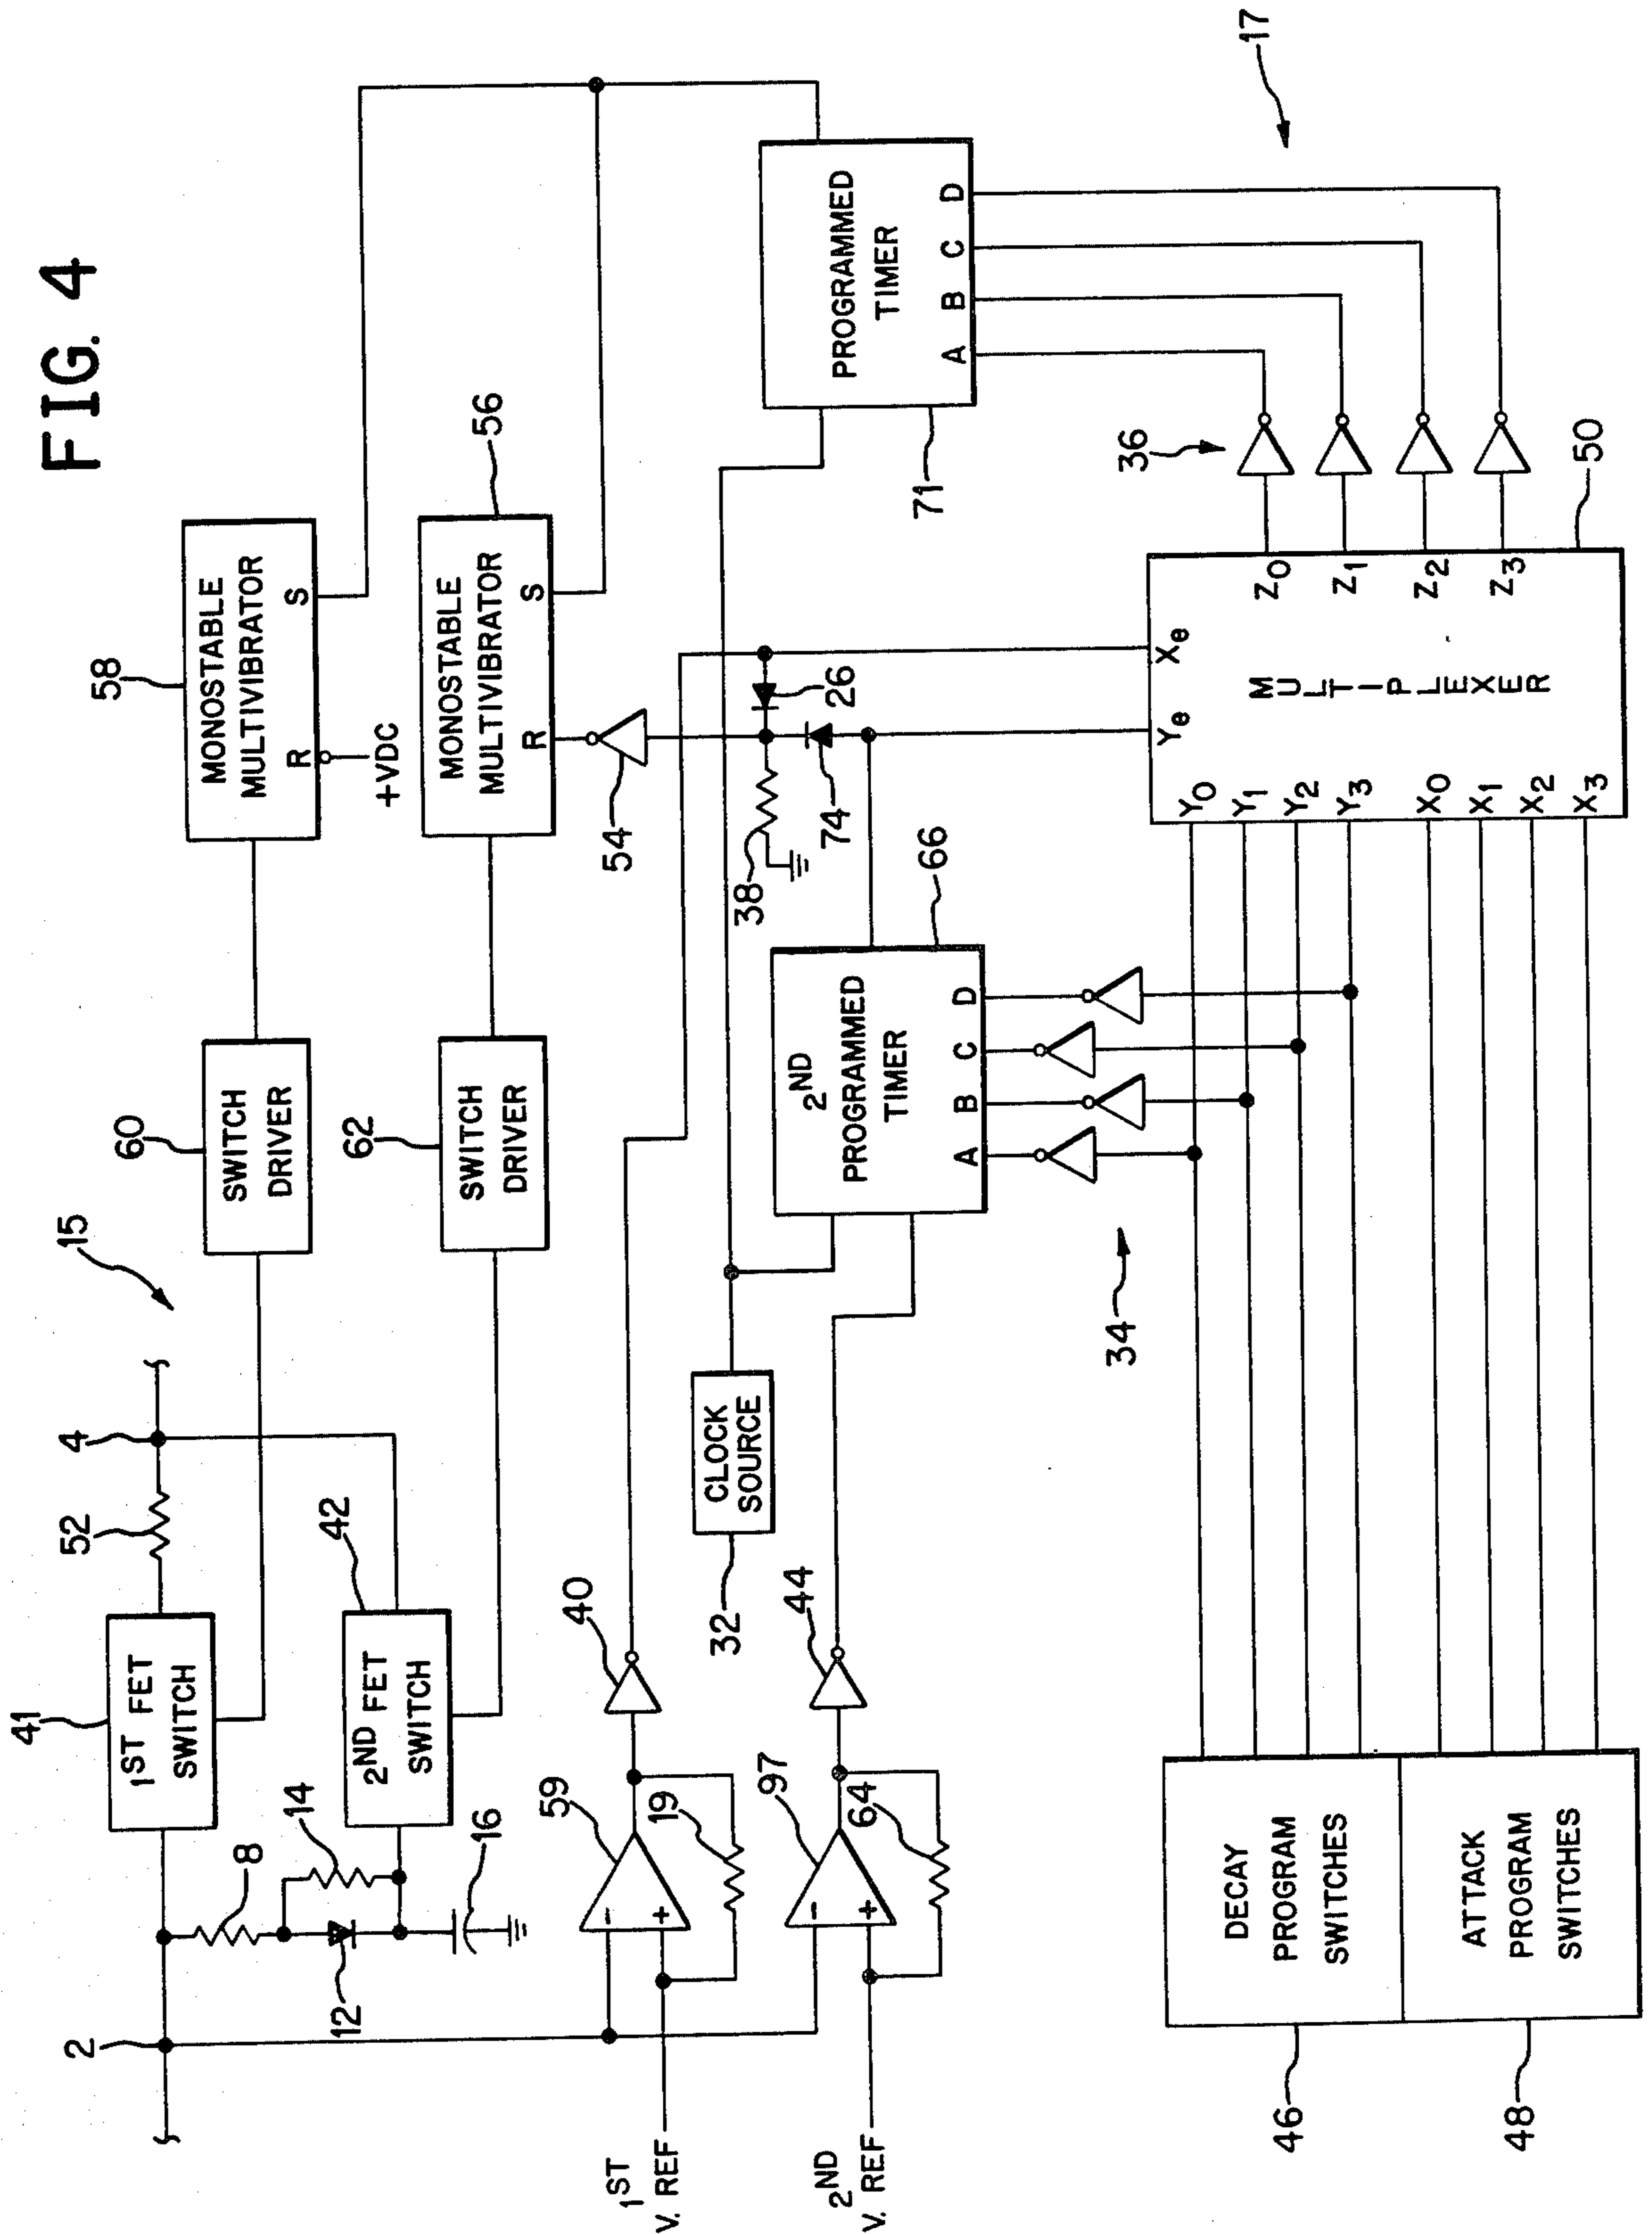 FIG. 4
15
41
1ST FET
SWITCH
52
4
60
SWITCH
DRIVER
58
MONOSTABLE
MULTIVIBRATOR
R
S
+VDC
2
8
14
12
16
42
2ND FET
SWITCH
62
SWITCH
DRIVER
56
MONOSTABLE
MULTIVIBRATOR
R
S
54
1ST
V. REF
59
-
+
19
40
38
26
74
2ND
V. REF
97
-
+
64
44
32
CLOCK
SOURCE
2ND
PROGRAMMED
TIMER
66
A B C D
34
PROGRAMMED
TIMER
71
A B C D
17
46
DECAY
PROGRAM
SWITCHES
48
ATTACK
PROGRAM
SWITCHES
Ye
Xe
Y0
Y1
Y2
Y3
X0
X1
X2
X3
MULTIPLEXER
Z0
Z1
Z2
Z3
36
50